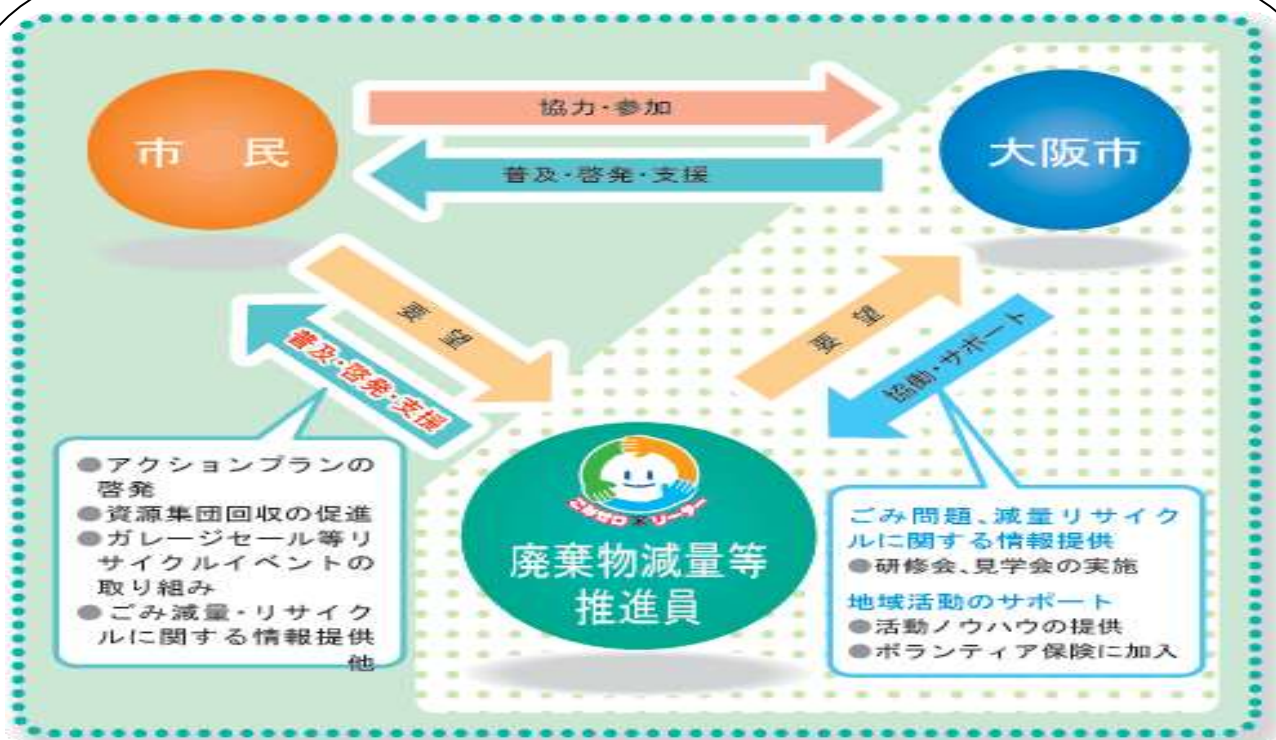 市 民
協力・参加
大阪市
普及・啓発・支援
要 望
普及・啓発・支援
要 望
協働・サポート
●アクションプランの
啓発
●資源集団回収の促進
●ガレージセール等リ
サイクルイベントの
取り組み
●ごみ減量・リサイク
ルに関する情報提供
他
ごみゼロリーダー
廃棄物減量等
推進員
ごみ問題、減量リサイク
ルに関する情報提供
●研修会、見学会の実施
地域活動のサポート
●活動ノウハウの提供
●ボランティア保険に加入